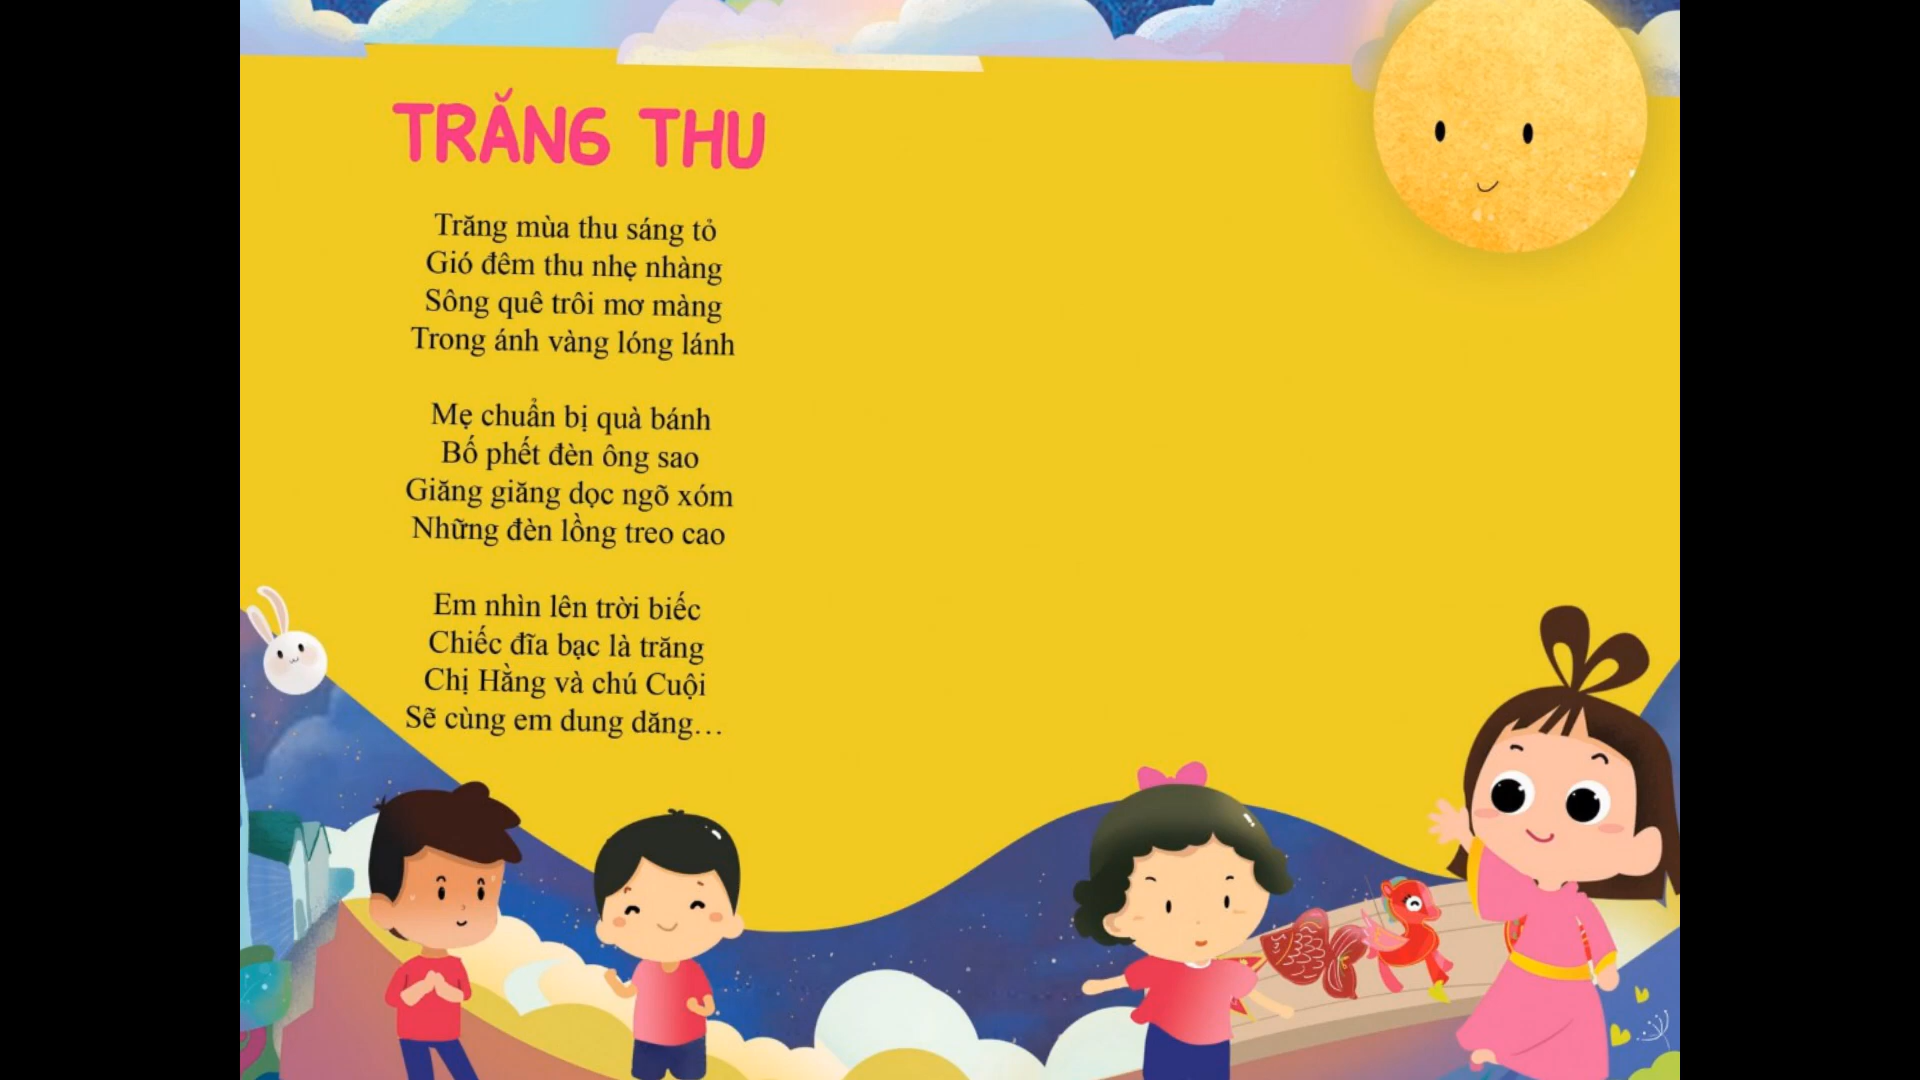 TRĂNG THU
Trăng mùa thu sáng tỏ
Gió đêm thu nhẹ nhàng
Sông quê trôi mơ màng
Trong ánh vàng lóng lánh
Mẹ chuẩn bị quà bánh
Bố phết đèn ông sao
Giăng giăng dọc ngõ xóm
Những đèn lồng treo cao
Em nhìn lên trời biếc
Chiếc đĩa bạc là trăng
Chị Hằng và chú Cuội
Sẽ cùng em dung dăng…